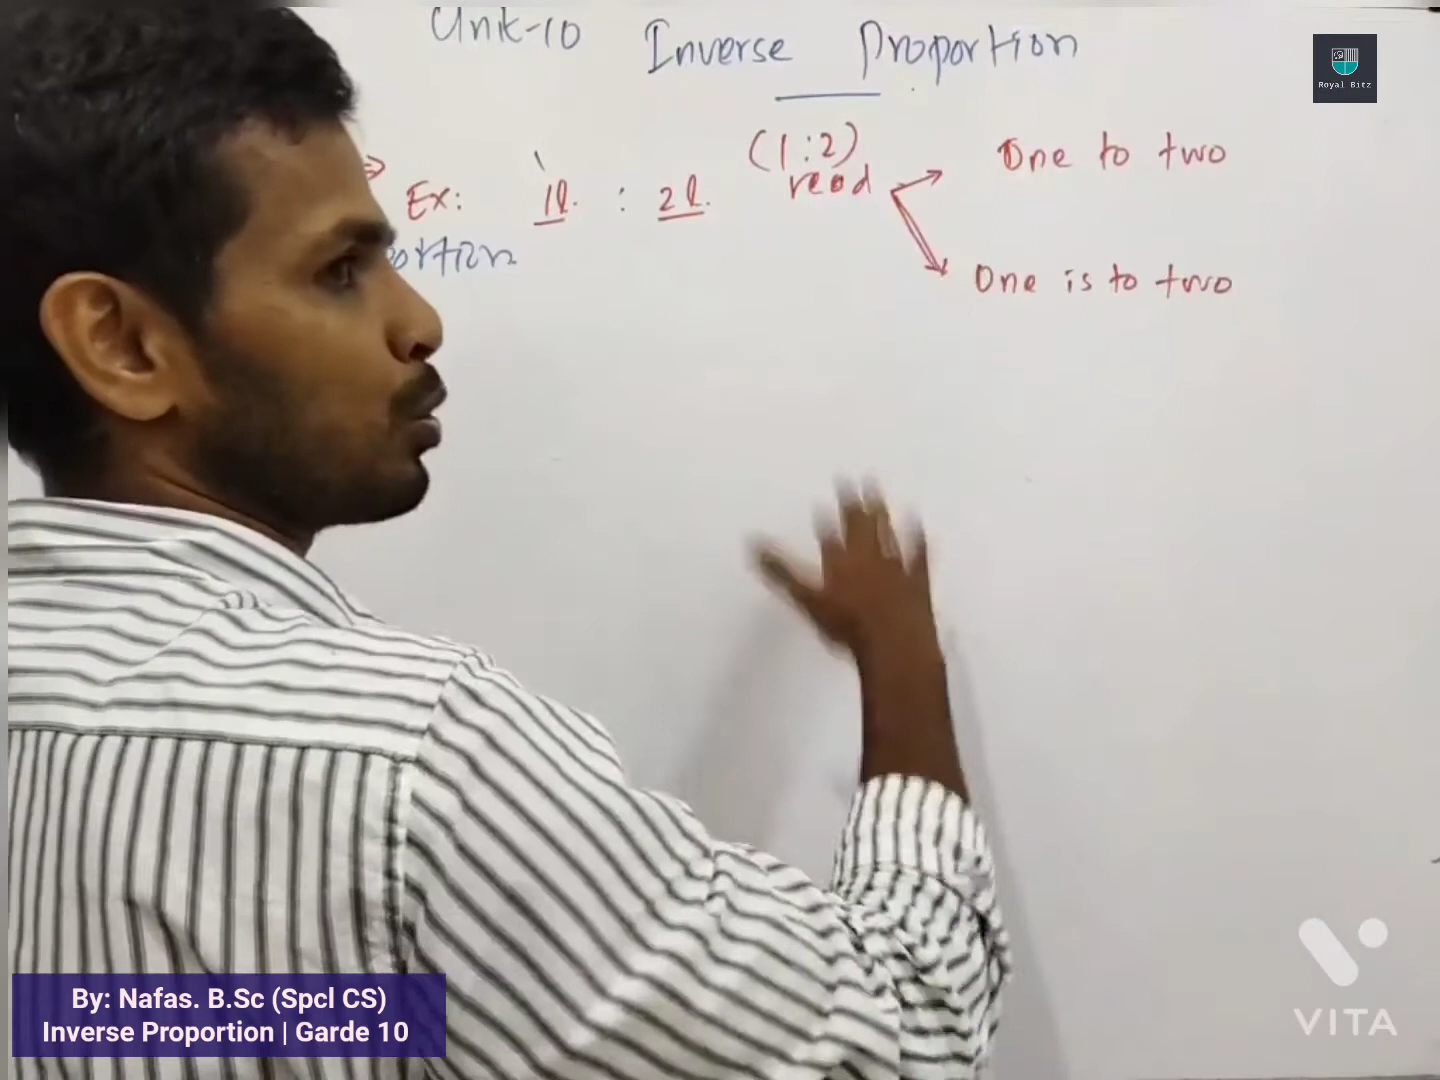 Unit-10 Inverse Proportion
(1:2)
Ex: 1l. : 2l. read One to two
One is to two
ortion
Royal Bitz
By: Nafas. B.Sc (Spcl CS)
Inverse Proportion | Garde 10
VITA